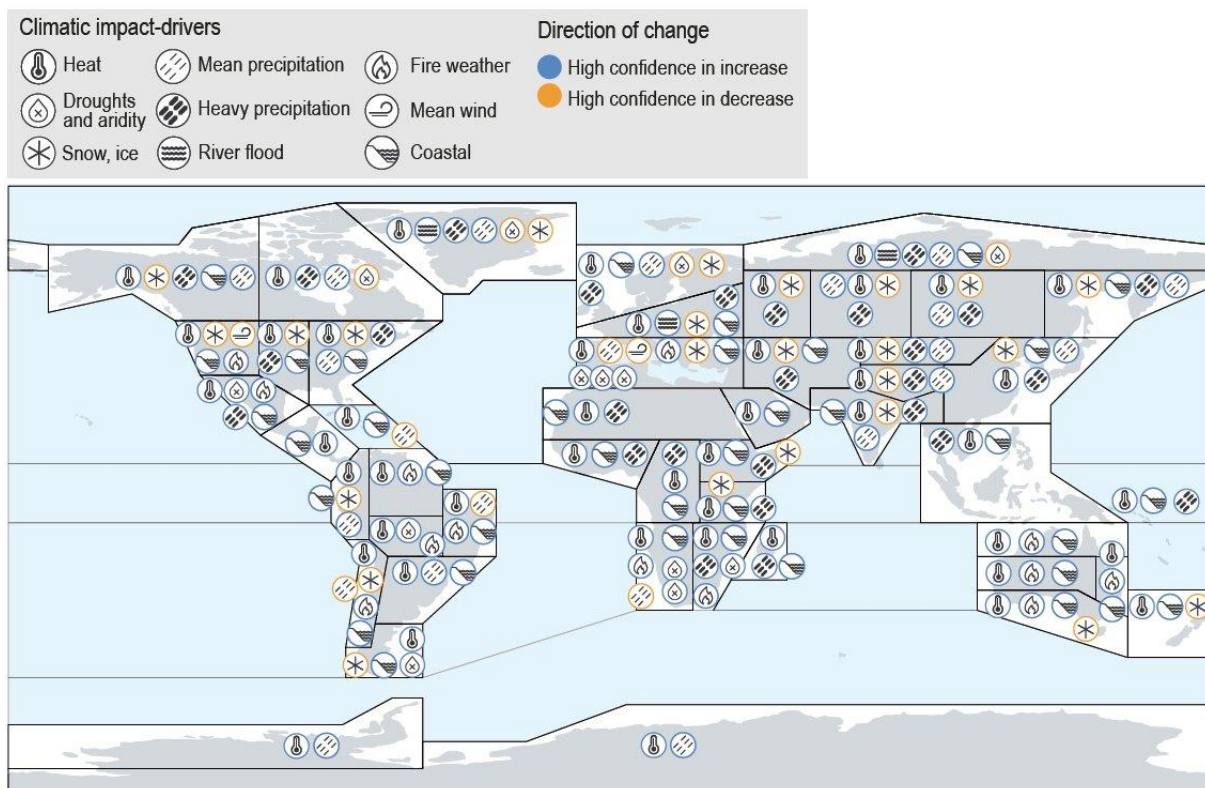 Climatic impact-drivers
Heat
Mean precipitation
Fire weather
Droughts
and aridity
Heavy precipitation
Mean wind
Snow, ice
River flood
Coastal
Direction of change
High confidence in increase
High confidence in decrease